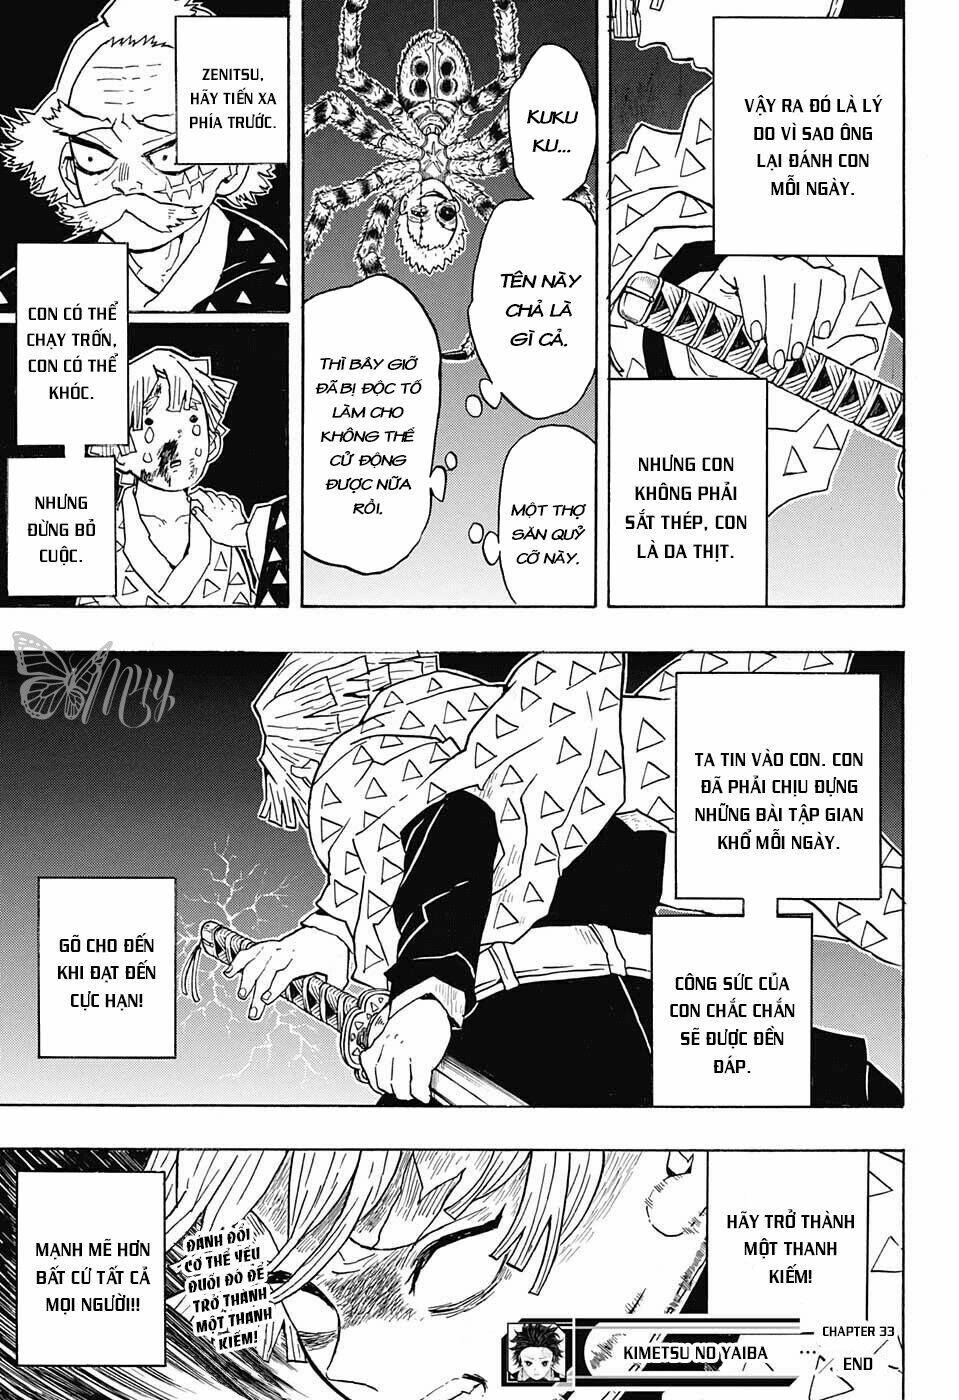 VẬY RA ĐÓ LÀ LÝ
DO VÌ SAO ÔNG
LẠI ĐÁNH CON
MỖI NGÀY.
NHƯNG CON
KHÔNG PHẢI
SẮT THÉP, CON
LÀ DA THỊT.
KUKU
KU...
TÊN NÀY
CHẢ LÀ
GÌ CẢ.
MỘT THỢ
SĂN QUỶ
CỠ NÀY.
THÌ BÂY GIỜ
ĐÃ BỊ ĐỘC TỐ
LÀM CHO
KHÔNG THỂ
CỬ ĐỘNG
ĐƯỢC NỮA
RỒI.
ZENITSU,
HÃY TIẾN XA
PHÍA TRƯỚC.
CON CÓ THỂ
CHẠY TRỐN,
CON CÓ THỂ
KHÓC.
NHƯNG
ĐỪNG BỎ
CUỘC.
TA TIN VÀO CON. CON
ĐÃ PHẢI CHỊU ĐỰNG
NHỮNG BÀI TẬP GIAN
KHỔ MỖI NGÀY.
CÔNG SỨC CỦA
CON CHẮC CHẮN
SẼ ĐƯỢC ĐỀN
ĐÁP.
GÕ CHO ĐẾN
KHI ĐẠT ĐẾN
CỰC HẠN!
HÃY TRỞ THÀNH
MỘT THANH
KIẾM!
ĐÁNH ĐỔI
CƠ THỂ YẾU
ĐUỐI ĐÓ ĐỂ
TRỞ THÀNH
MỘT THANH
KIẾM!
MẠNH MẼ HƠN
BẤT CỨ TẤT CẢ
MỌI NGƯỜI!!
KIMETSU NO YAIBA
CHAPTER 33
... END